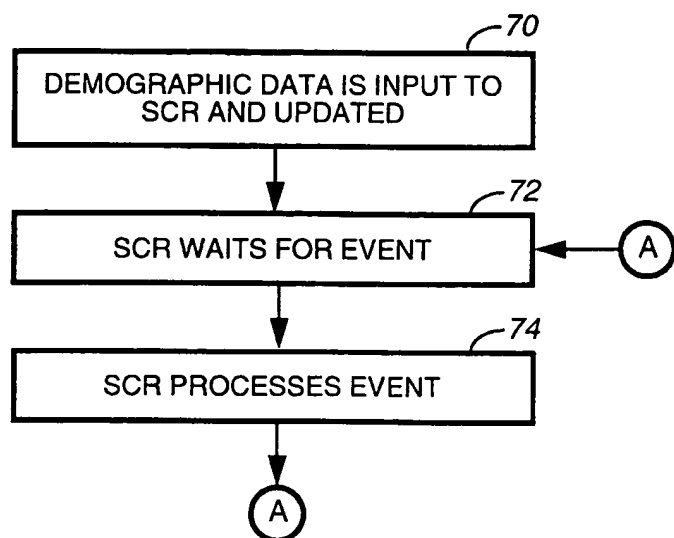 70
DEMOGRAPHIC DATA IS INPUT TO
SCR AND UPDATED
72
SCR WAITS FOR EVENT
A
74
SCR PROCESSES EVENT
A